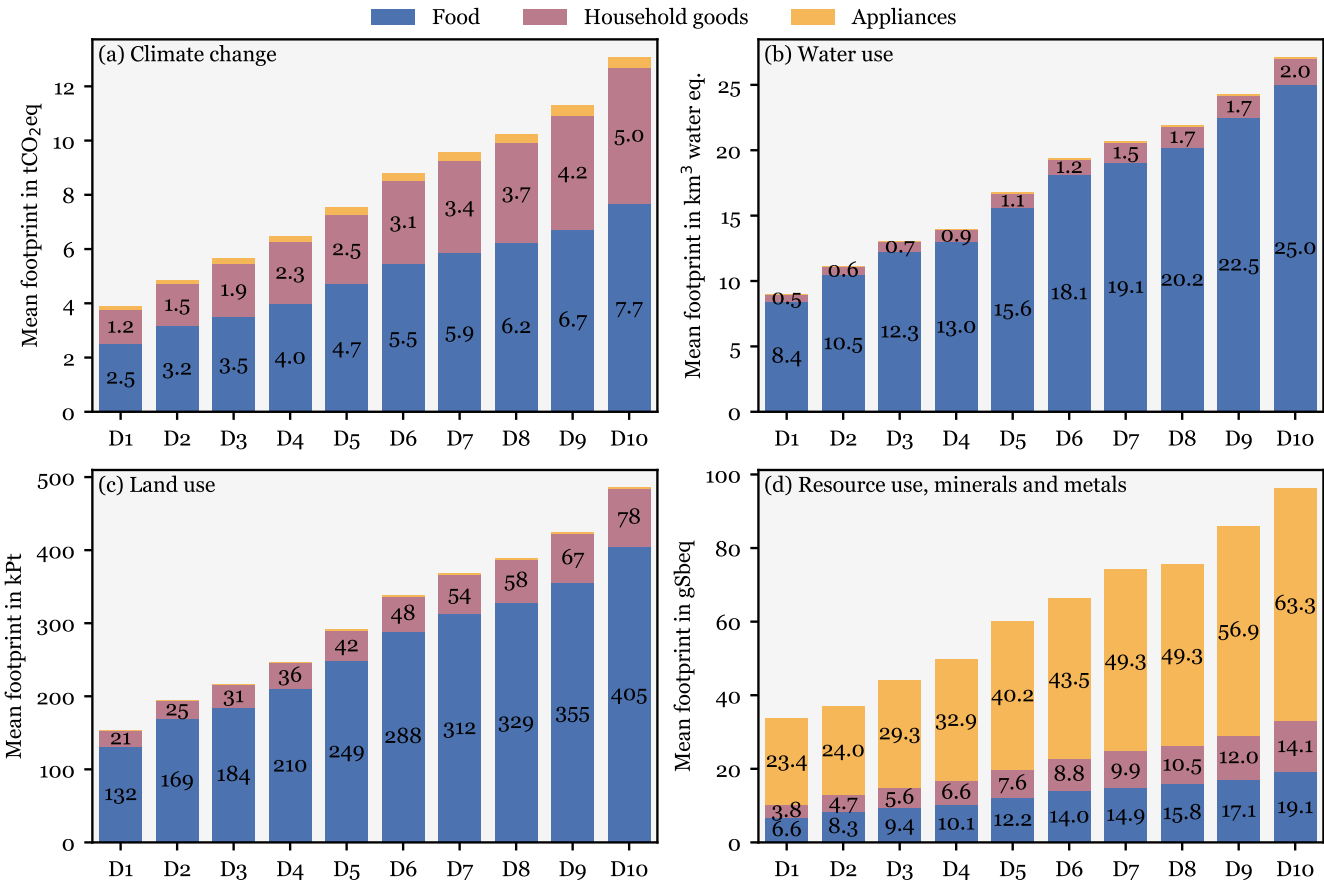 Food Household goods Appliances
(a) Climate change
Mean footprint in tCO₂eq
12
10
8
6
4
2
0
1.2 1.5 1.9 2.3 2.5 3.1 3.4 3.7 4.2 5.0
2.5 3.2 3.5 4.0 4.7 5.5 5.9 6.2 6.7 7.7
D1 D2 D3 D4 D5 D6 D7 D8 D9 D10
(b) Water use
Mean footprint in km³ water eq.
25
20
15
10
5
0
0.5 0.6 0.7 0.9 1.1 1.2 1.5 1.7 1.7 2.0
8.4 10.5 12.3 13.0 15.6 18.1 19.1 20.2 22.5 25.0
D1 D2 D3 D4 D5 D6 D7 D8 D9 D10
(c) Land use
Mean footprint in kPt
500
400
300
200
100
0
21 25 31 36 42 48 54 58 67 78
132 169 184 210 249 288 312 329 355 405
D1 D2 D3 D4 D5 D6 D7 D8 D9 D10
(d) Resource use, minerals and metals
Mean footprint in gSbeq
100
80
60
40
20
0
23.4 24.0 29.3 32.9 40.2 43.5 49.3 49.3 56.9 63.3
3.8 4.7 5.6 6.6 7.6 8.8 9.9 10.5 12.0 14.1
6.6 8.3 9.4 10.1 12.2 14.0 14.9 15.8 17.1 19.1
D1 D2 D3 D4 D5 D6 D7 D8 D9 D10